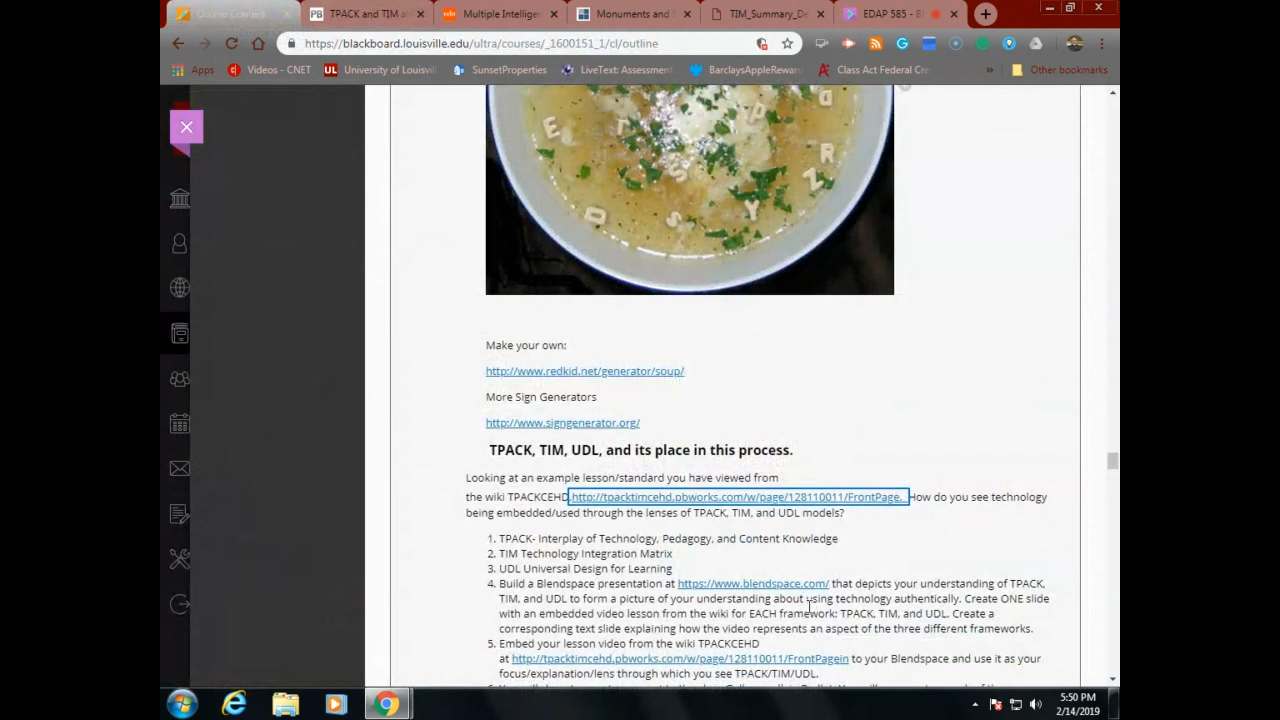 Course Content
TPACK and TIM a
Multiple Intelligen
Monuments and
TIM_Summary_De
EDAP 585 - B
https://blackboard.louisville.edu/ultra/courses/_1600151_1/cl/outline
Apps
Videos - CNET
University of Louisvil
SunsetProperties
LiveText: Assessment
BarclaysAppleReward
Class Act Federal Cre
»
Other bookmarks
E T P R
R
S Z
O S Y
Make your own:
http://www.redkid.net/generator/soup/
More Sign Generators
http://www.signgenerator.org/
TPACK, TIM, UDL, and its place in this process.
Looking at an example lesson/standard you have viewed from
the wiki TPACKCEHD http://tpacktimcehd.pbworks.com/w/page/128110011/FrontPage. How do you see technology
being embedded/used through the lenses of TPACK, TIM, and UDL models?
1. TPACK- Interplay of Technology, Pedagogy, and Content Knowledge
2. TIM Technology Integration Matrix
3. UDL Universal Design for Learning
4. Build a Blendspace presentation at https://www.blendspace.com/ that depicts your understanding of TPACK,
TIM, and UDL to form a picture of your understanding about using technology authentically. Create ONE slide
with an embedded video lesson from the wiki for EACH framework: TPACK, TIM, and UDL. Create a
corresponding text slide explaining how the video represents an aspect of the three different frameworks.
5. Embed your lesson video from the wiki TPACKCEHD
at http://tpacktimcehd.pbworks.com/w/page/128110011/FrontPagein to your Blendspace and use it as your
focus/explanation/lens through which you see TPACK/TIM/UDL.
5:50 PM
2/14/2019